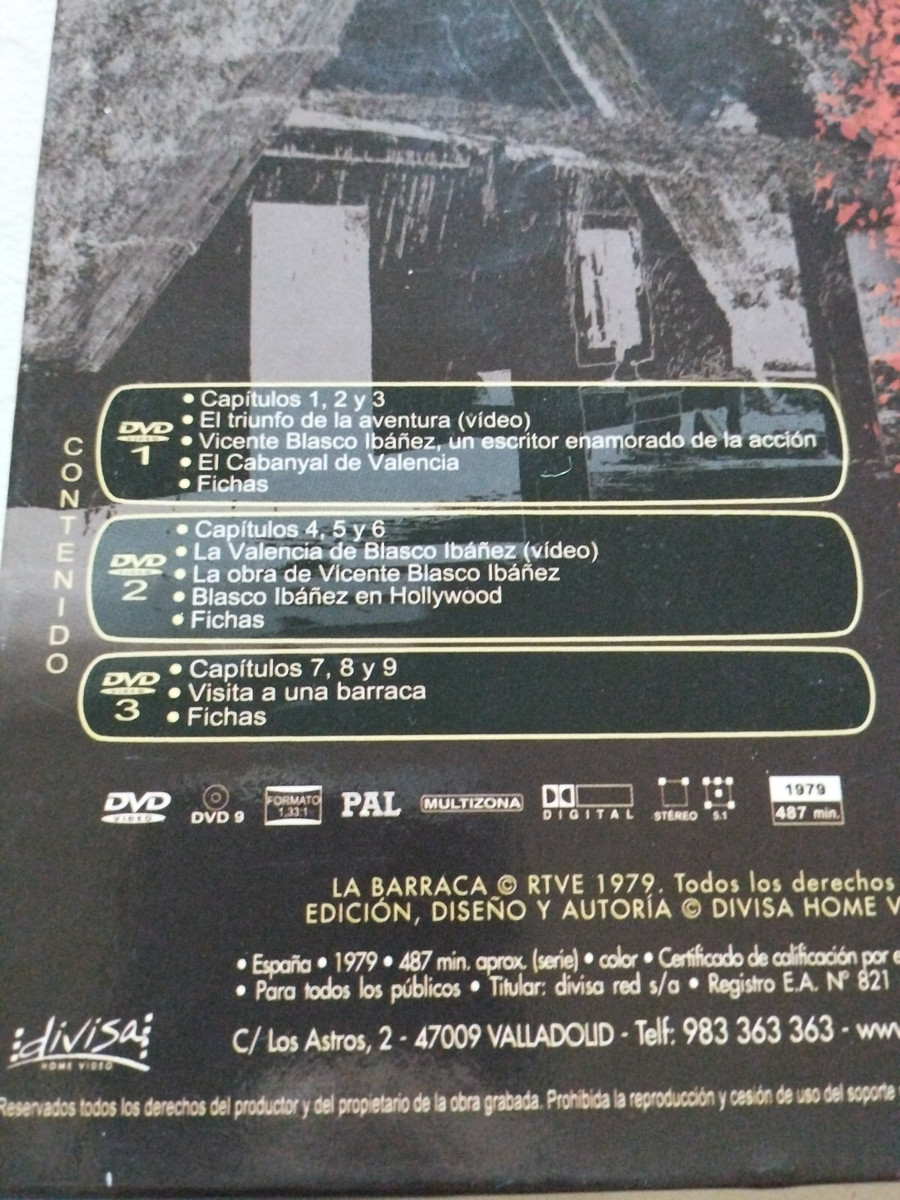 CONTENIDO
DVD VIDEO 1
• Capítulos 1, 2 y 3
• El triunfo de la aventura (vídeo)
• Vicente Blasco Ibáñez, un escritor enamorado de la acción
• El Cabanyal de Valencia
• Fichas
DVD VIDEO 2
• Capítulos 4, 5 y 6
• La Valencia de Blasco Ibáñez (vídeo)
• La obra de Vicente Blasco Ibáñez
• Blasco Ibáñez en Hollywood
• Fichas
DVD VIDEO 3
• Capítulos 7, 8 y 9
• Visita a una barraca
• Fichas
DVD VIDEO
DVD 9
FORMATO 1,33:1
PAL
MULTIZONA
DIGITAL
STÉREO
5.1
1979
487 min.
LA BARRACA © RTVE 1979. Todos los derechos
EDICIÓN, DISEÑO Y AUTORÍA © DIVISA HOME V
• España • 1979 • 487 min. aprox. (serie) • color • Certificado de calificación por e
• Para todos los públicos • Titular: divisa red s/a • Registro E.A. Nº 821
divisa HOME VIDEO
C/ Los Astros, 2 - 47009 VALLADOLID - Telf: 983 363 363 - www
Reservados todos los derechos del productor y del propietario de la obra grabada. Prohibida la reproducción y cesión de uso del soporte